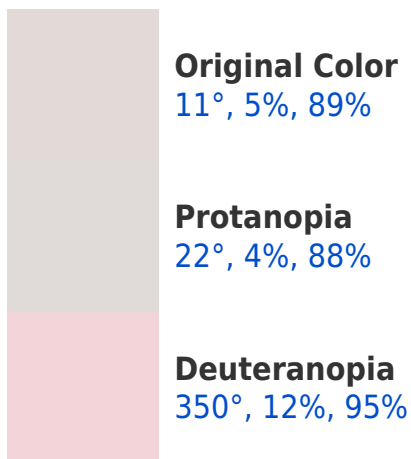 Original Color
11°, 5%, 89%
Protanopia
22°, 4%, 88%
Deuteranopia
350°, 12%, 95%